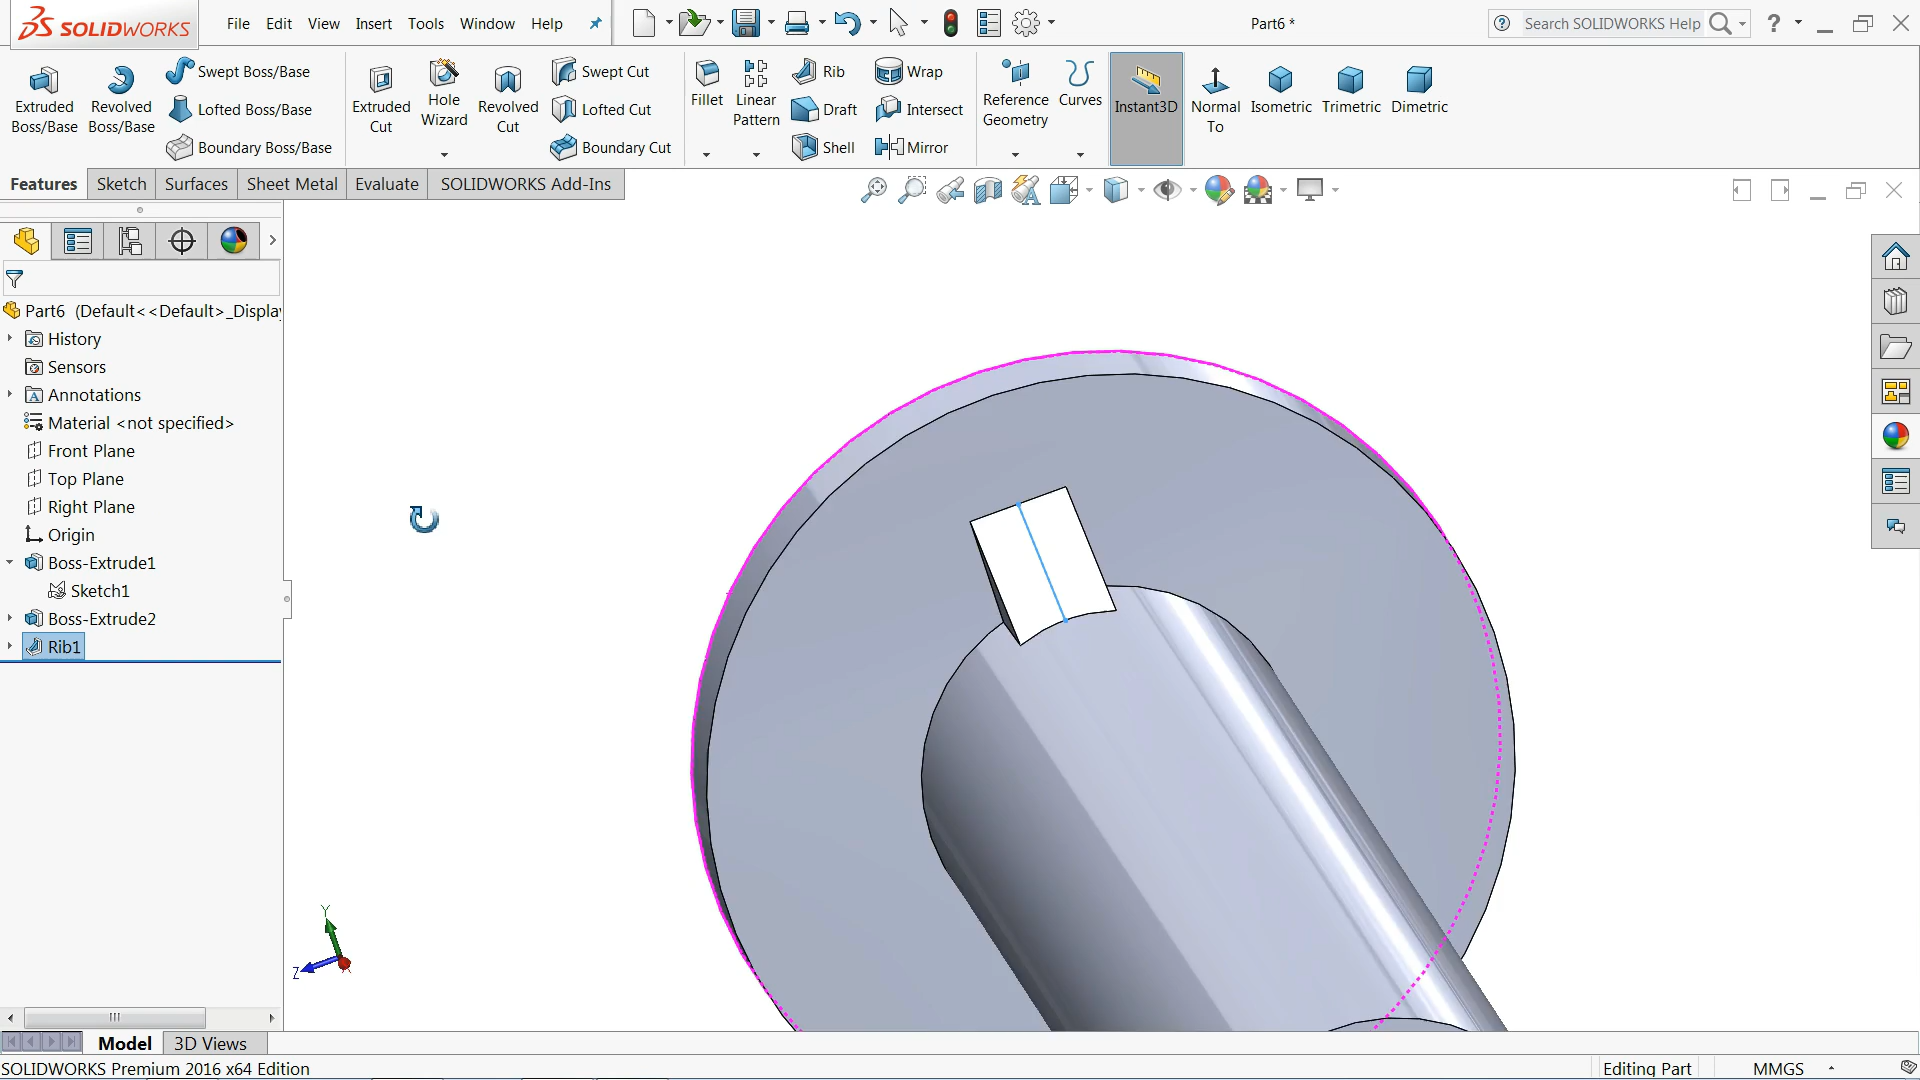 SOLIDWORKS File Edit View Insert Tools Window Help Part6 * Search SOLIDWORKS Help ?
Extruded Boss/Base
Revolved Boss/Base
Swept Boss/Base
Lofted Boss/Base
Boundary Boss/Base
Extruded Cut
Hole Wizard
Revolved Cut
Swept Cut
Lofted Cut
Boundary Cut
Fillet
Linear Pattern
Rib
Draft
Shell
Wrap
Intersect
Mirror
Reference Geometry
Curves
Instant3D
Normal To
Isometric
Trimetric
Dimetric
Features Sketch Surfaces Sheet Metal Evaluate SOLIDWORKS Add-Ins
Part6 (Default<<Default>_Displa
History
Sensors
Annotations
Material <not specified>
Front Plane
Top Plane
Right Plane
Origin
Boss-Extrude1
Sketch1
Boss-Extrude2
Rib1
Y
Z
Model 3D Views
SOLIDWORKS Premium 2016 x64 Edition Editing Part MMGS